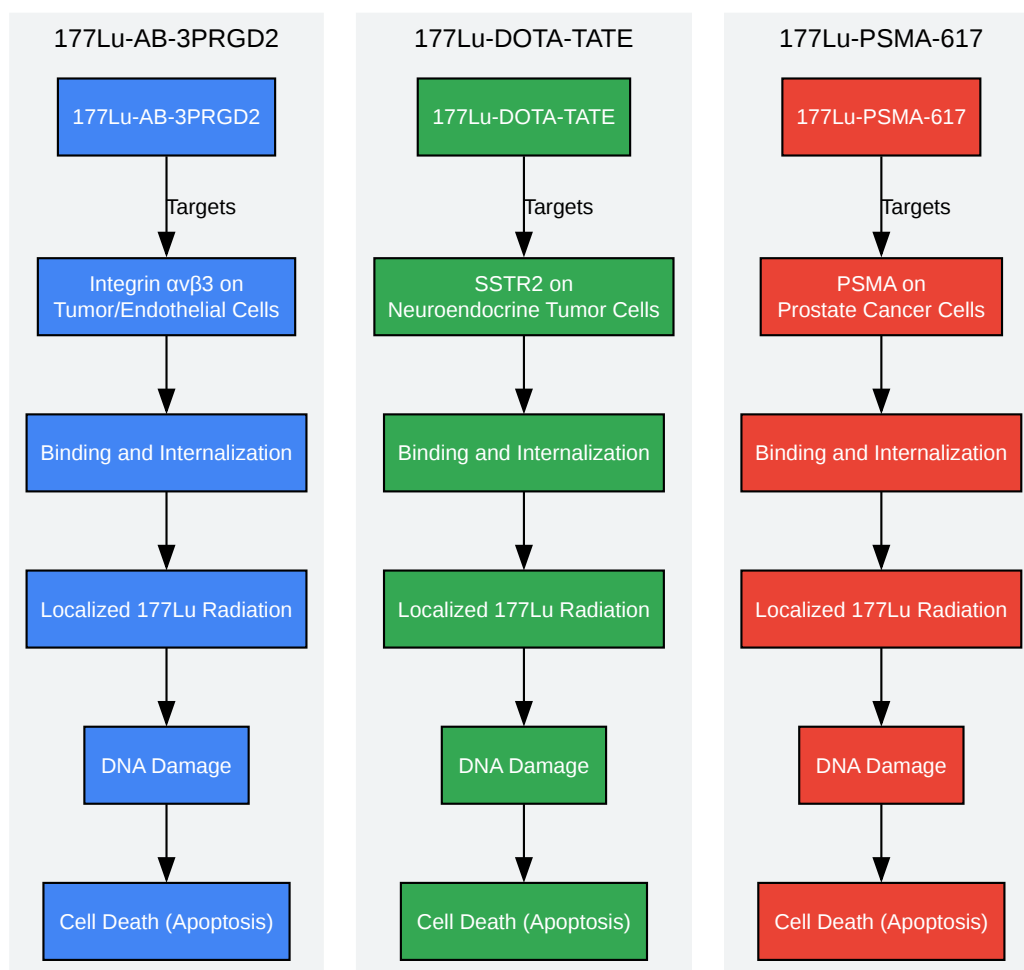 177Lu-AB-3PRGD2
177Lu-AB-3PRGD2
Targets
Integrin αvβ3 on
Tumor/Endothelial Cells
Binding and Internalization
Localized 177Lu Radiation
DNA Damage
Cell Death (Apoptosis)
177Lu-DOTA-TATE
177Lu-DOTA-TATE
Targets
SSTR2 on
Neuroendocrine Tumor Cells
Binding and Internalization
Localized 177Lu Radiation
DNA Damage
Cell Death (Apoptosis)
177Lu-PSMA-617
177Lu-PSMA-617
Targets
PSMA on
Prostate Cancer Cells
Binding and Internalization
Localized 177Lu Radiation
DNA Damage
Cell Death (Apoptosis)